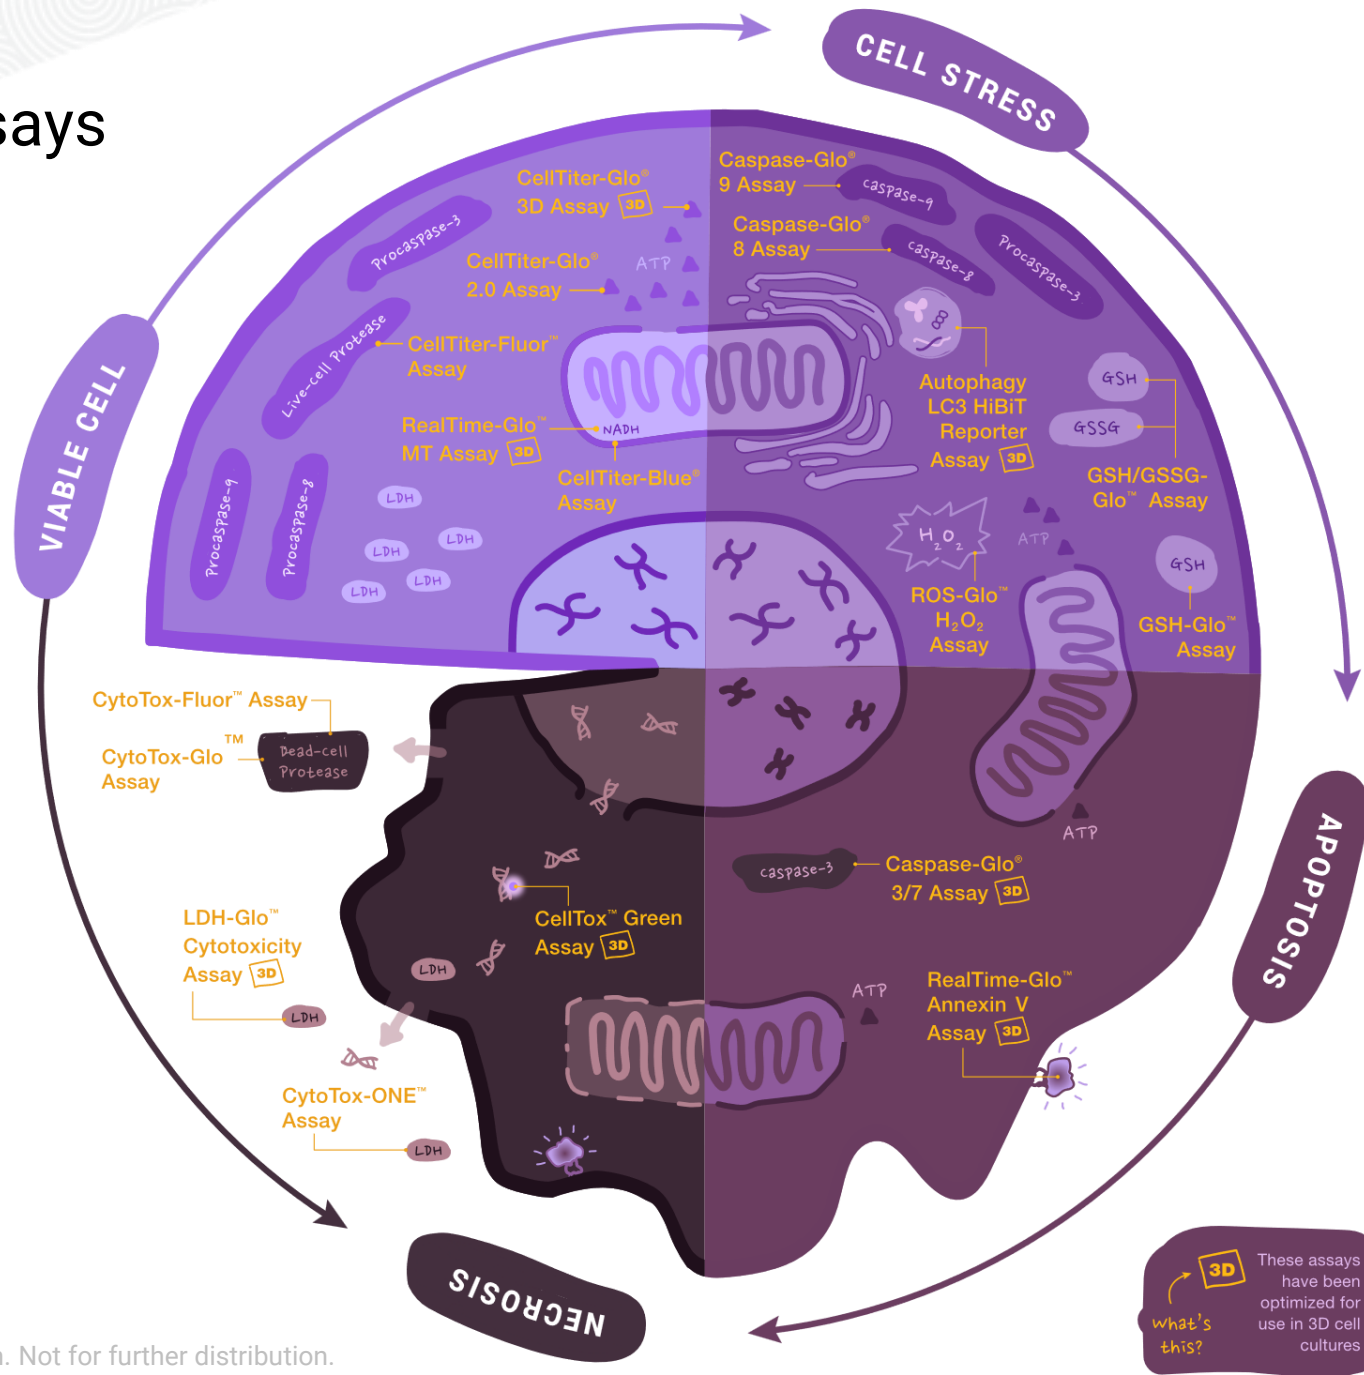 says
CELL STRESS
VIABLE CELL
APOPTOSIS
NECROSIS
CellTiter-Glo®
3D Assay 3D
Procaspase-3
ATP
CellTiter-Glo®
2.0 Assay
Live-cell Protease
CellTiter-Fluor™
Assay
RealTime-Glo™
MT Assay 3D
NADH
CellTiter-Blue®
Assay
Procaspase-9
Procaspase-8
LDH
LDH
LDH
LDH
LDH
Caspase-Glo®
9 Assay
caspase-9
Caspase-Glo®
8 Assay
caspase-8
Procaspase-3
Autophagy
LC3 HiBiT
Reporter
Assay 3D
GSH
GSSG
GSH/GSSG-
Glo™ Assay
H₂O₂
ATP
ROS-Glo™
H₂O₂
Assay
GSH
GSH-Glo™
Assay
ATP
caspase-3
Caspase-Glo®
3/7 Assay 3D
ATP
RealTime-Glo™
Annexin V
Assay 3D
CytoTox-Fluor™ Assay
CytoTox-Glo™
Assay
Dead-cell
Protease
CellTox™ Green
Assay 3D
LDH
LDH-Glo™
Cytotoxicity
Assay 3D
LDH
CytoTox-ONE™
Assay
LDH
3D
what's
this?
These assays
have been
optimized for
use in 3D cell
cultures
. Not for further distribution.